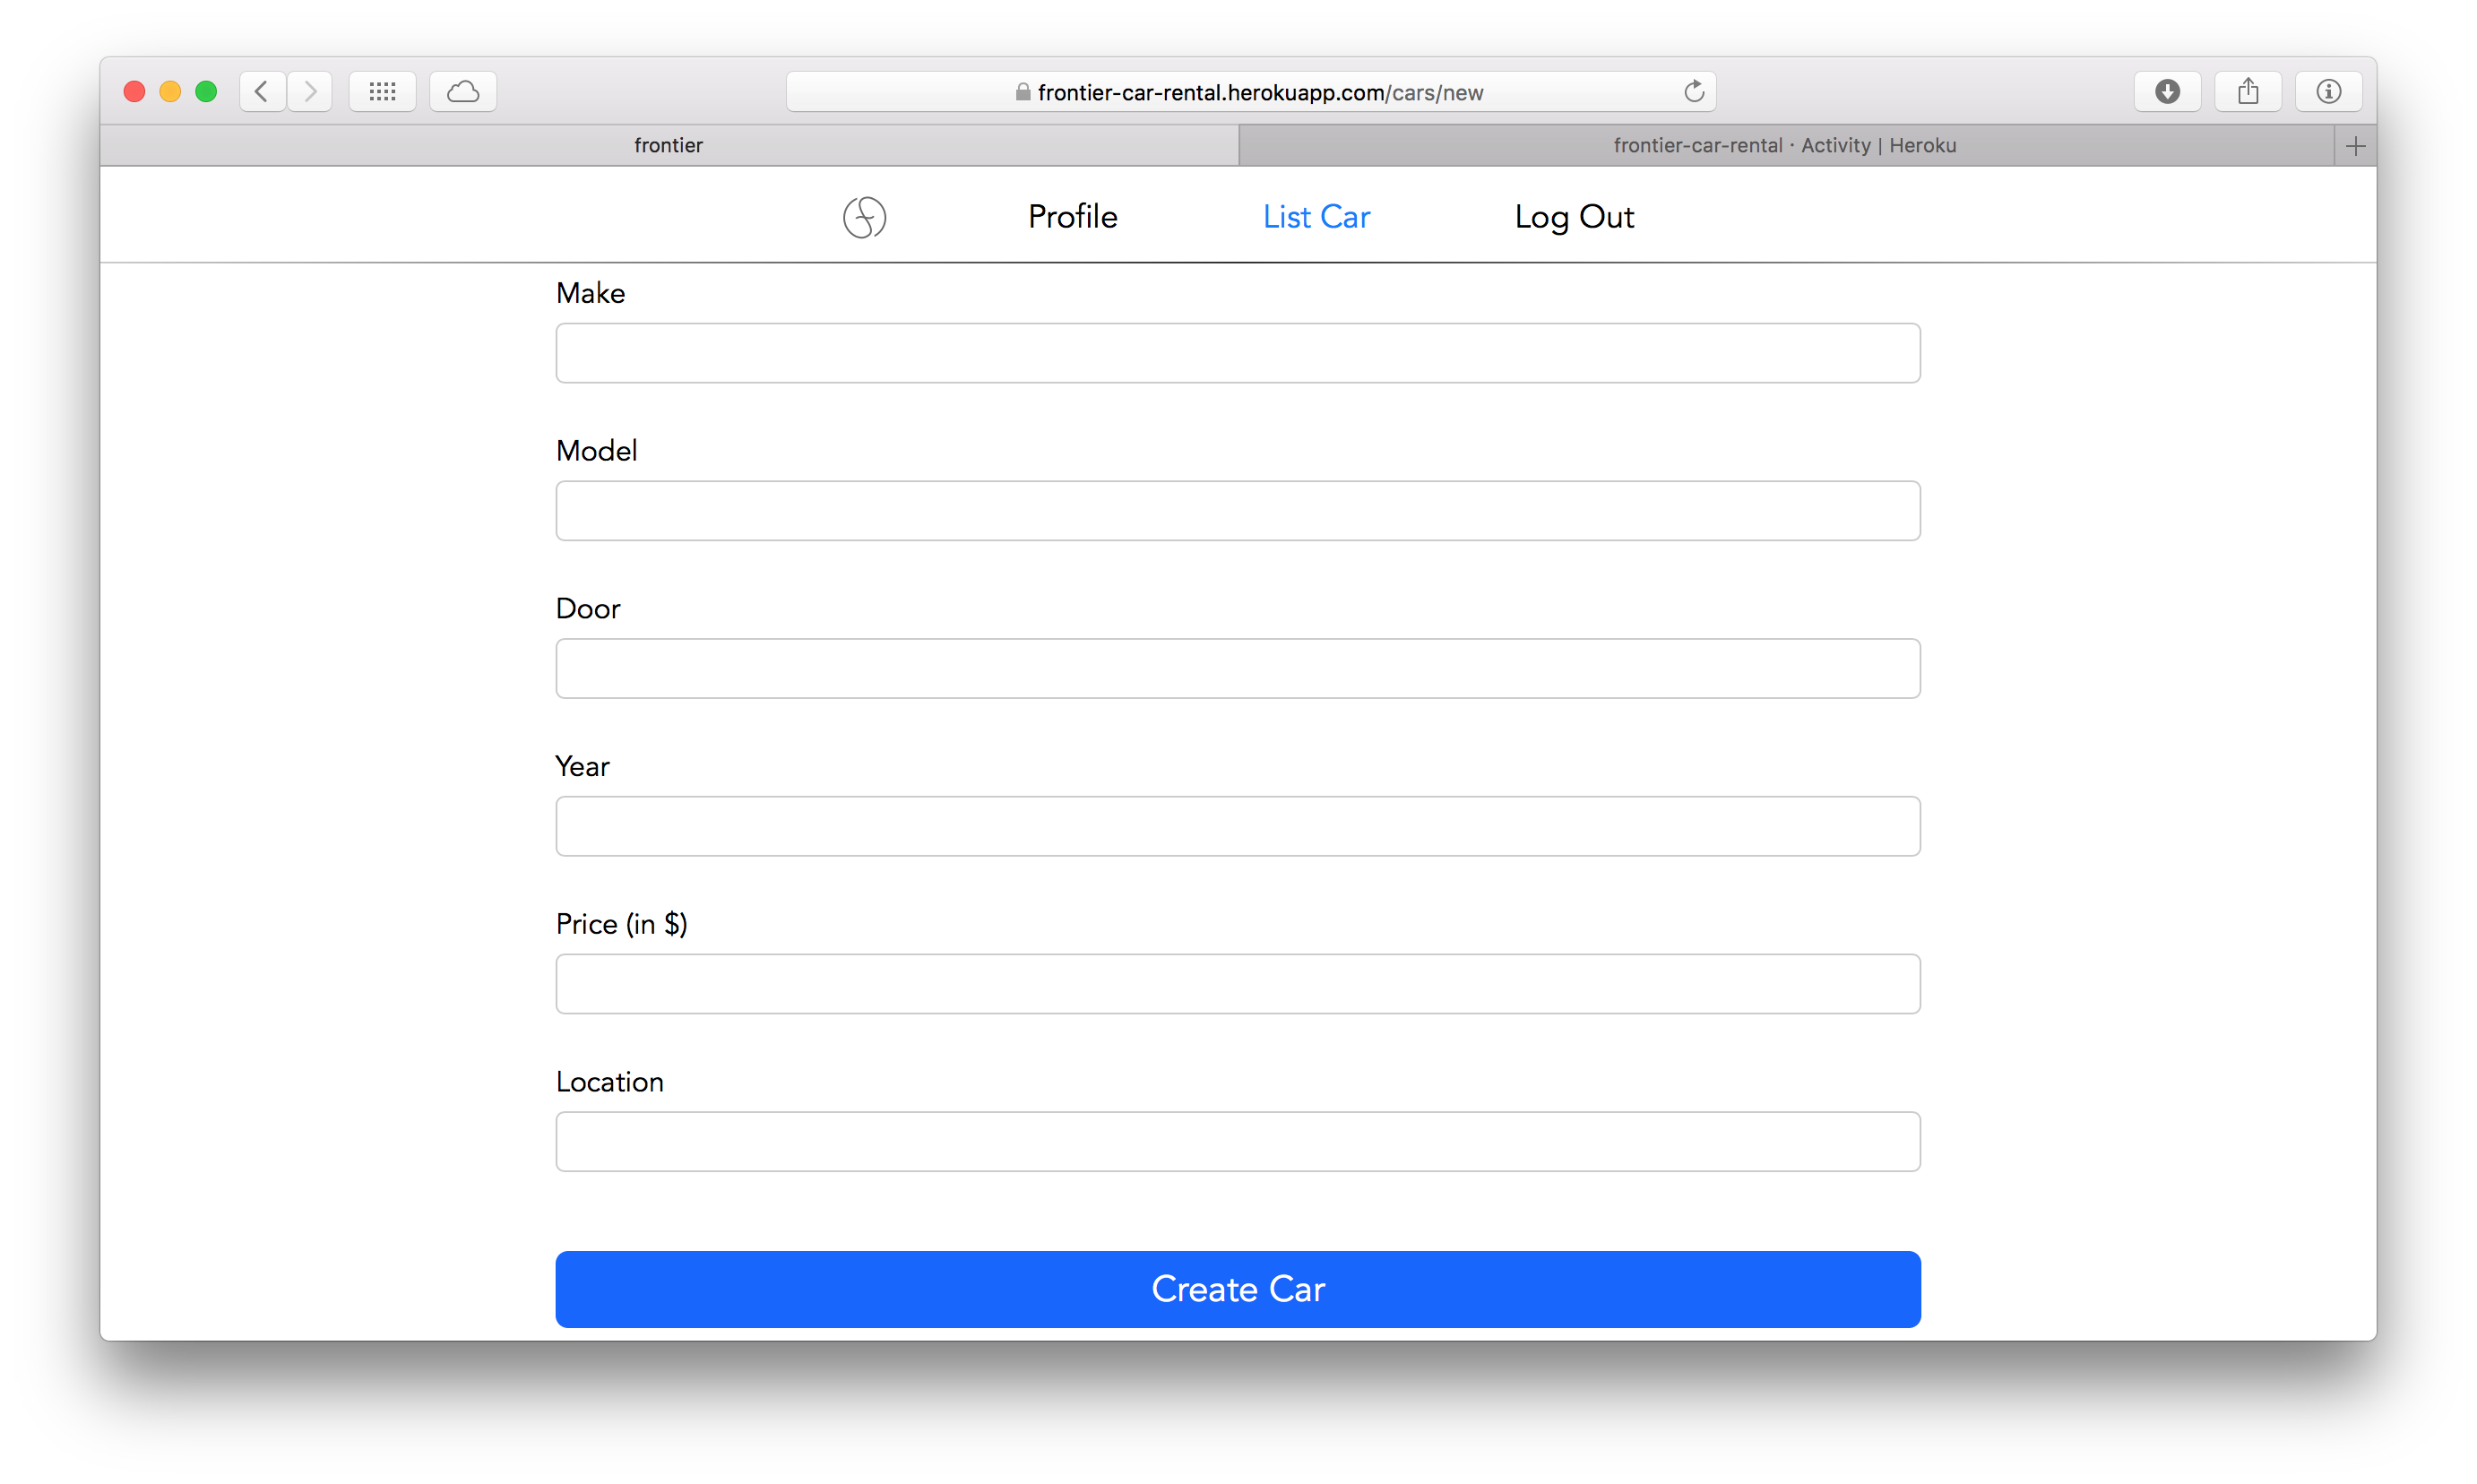 frontier-car-rental.herokuapp.com/cars/new
frontier
frontier-car-rental · Activity | Heroku
Profile
List Car
Log Out
Make
Model
Door
Year
Price (in $)
Location
Create Car